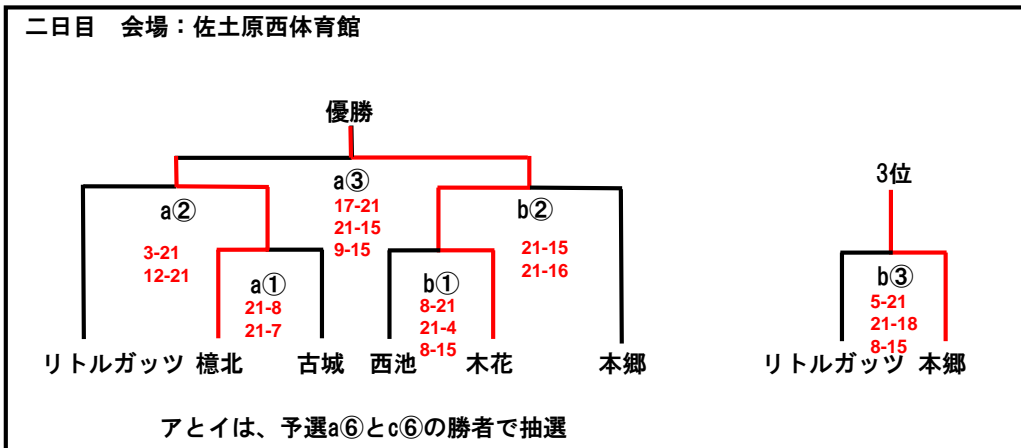 二日目　会場：佐土原西体育館
優勝
3位
a③
17-21
21-15
9-15
a②
3-21
12-21
b②
21-15
21-16
a①
21-8
21-7
b①
8-21
21-4
8-15
b③
5-21
21-18
8-15
リトルガッツ 檍北 古城 西池 木花 本郷
リトルガッツ 本郷
アとイは、予選a⑥とc⑥の勝者で抽選